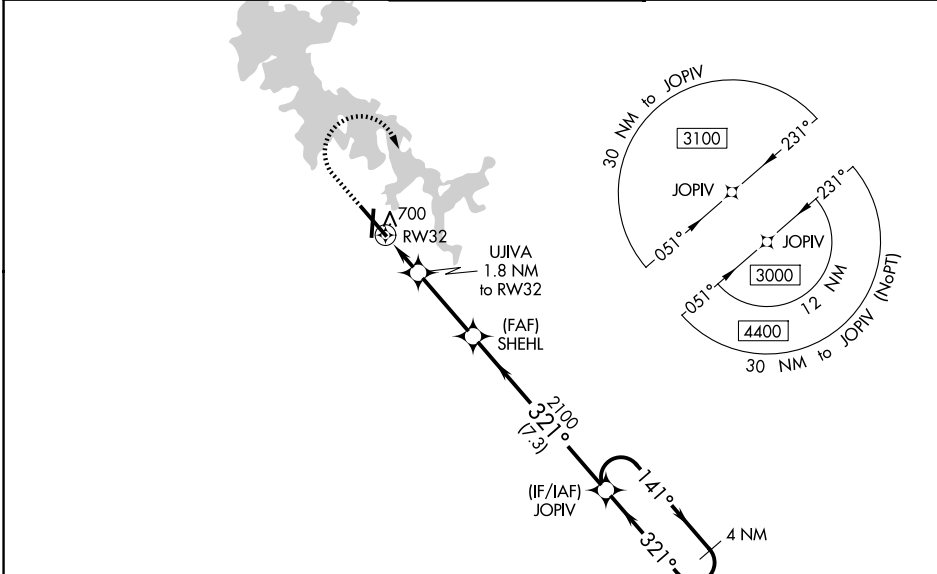 30 NM to JOPIV
3100
231°
JOPIV
051°
231°
JOPIV
051°
3000
12 NM
4400
30 NM to JOPIV (NoPT)
700
RW32
UJIVA
1.8 NM
to RW32
(FAF)
SHEHL
2100
321°
(7.3)
(IF/IAF)
JOPIV
141°
4 NM
321°